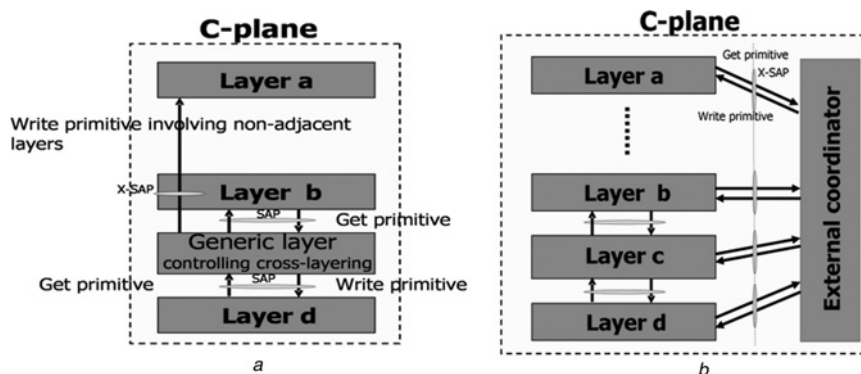 C-plane
Layer a
Write primitive involving non-adjacent
layers
X-SAP
Layer b
SAP
Get primitive
Generic layer
controlling cross-layering
Get primitive
SAP
Write primitive
Layer d
a
C-plane
Get primitive
X-SAP
Layer a
Write primitive
Layer b
Layer c
Layer d
External coordinator
b